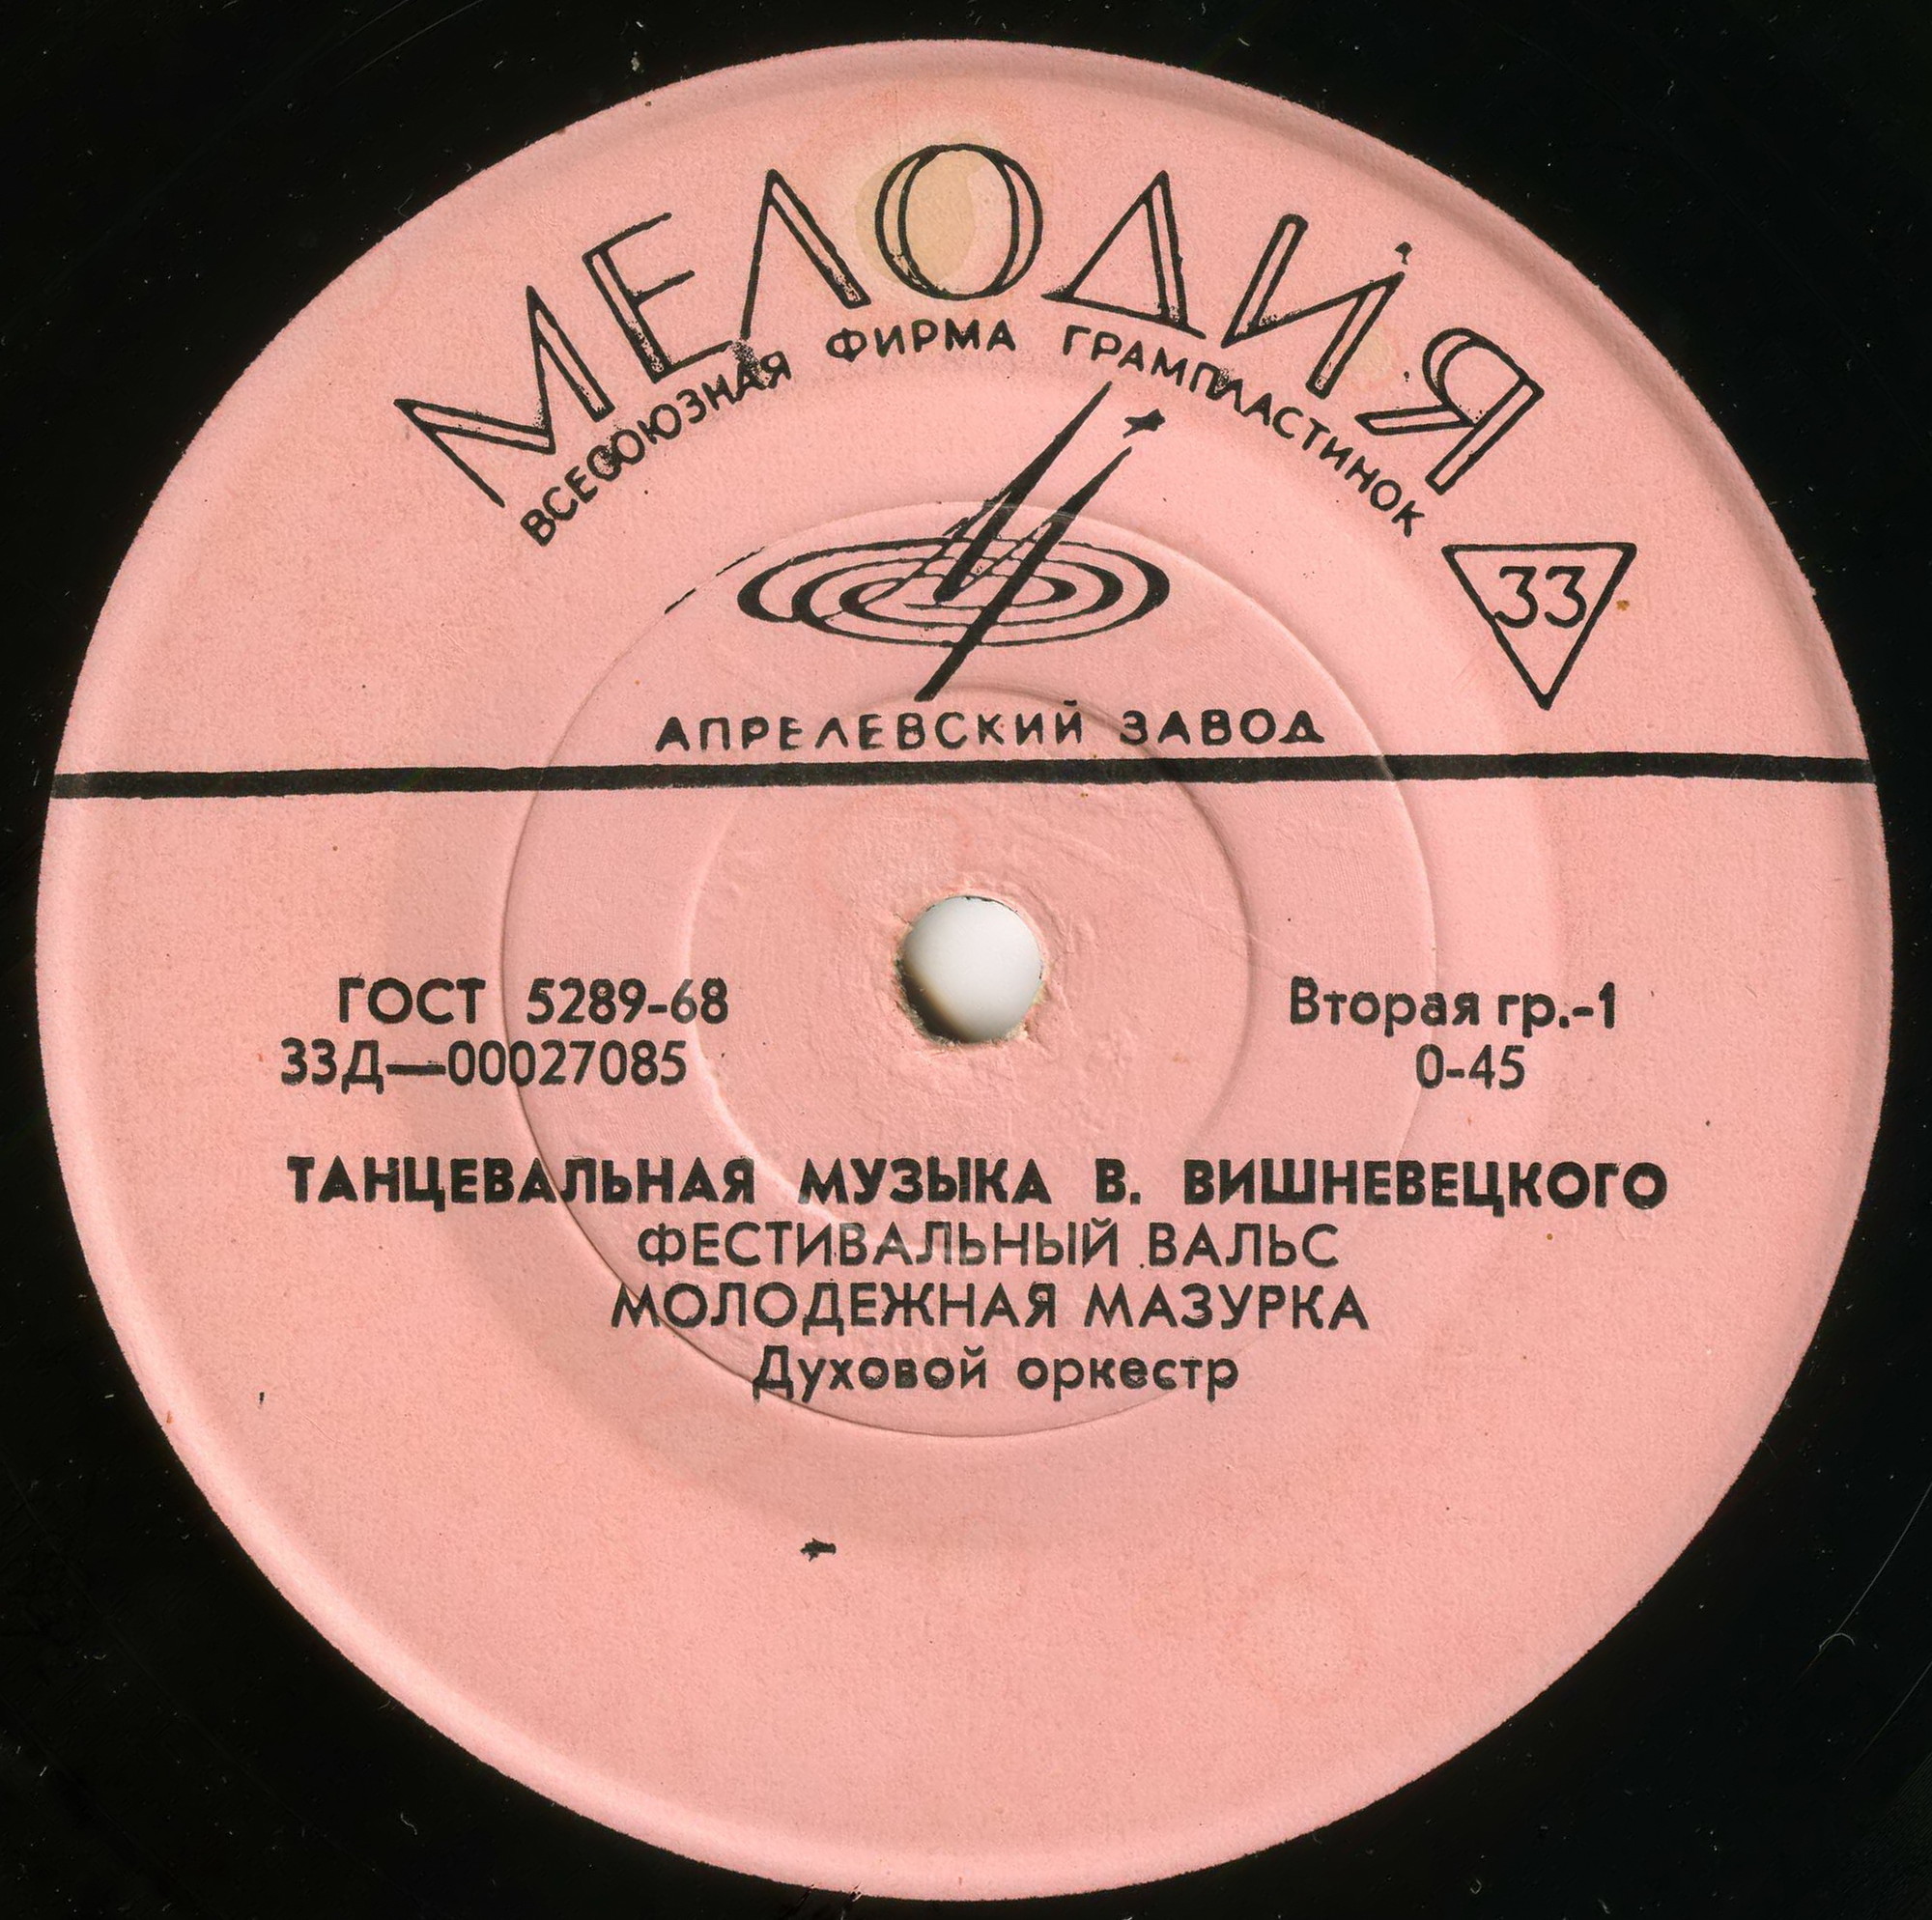 МЕЛОДИЯ
ВСЕСОЮЗНАЯ ФИРМА ГРАМПЛАСТИНОК
33
АПРЕЛЕВСКИЙ ЗАВОД
ГОСТ 5289-68 Вторая гр.-1
33Д—00027085 0-45
ТАНЦЕВАЛЬНАЯ МУЗЫКА В. ВИШНЕВЕЦКОГО
ФЕСТИВАЛЬНЫЙ ВАЛЬС
МОЛОДЕЖНАЯ МАЗУРКА
Духовой оркестр